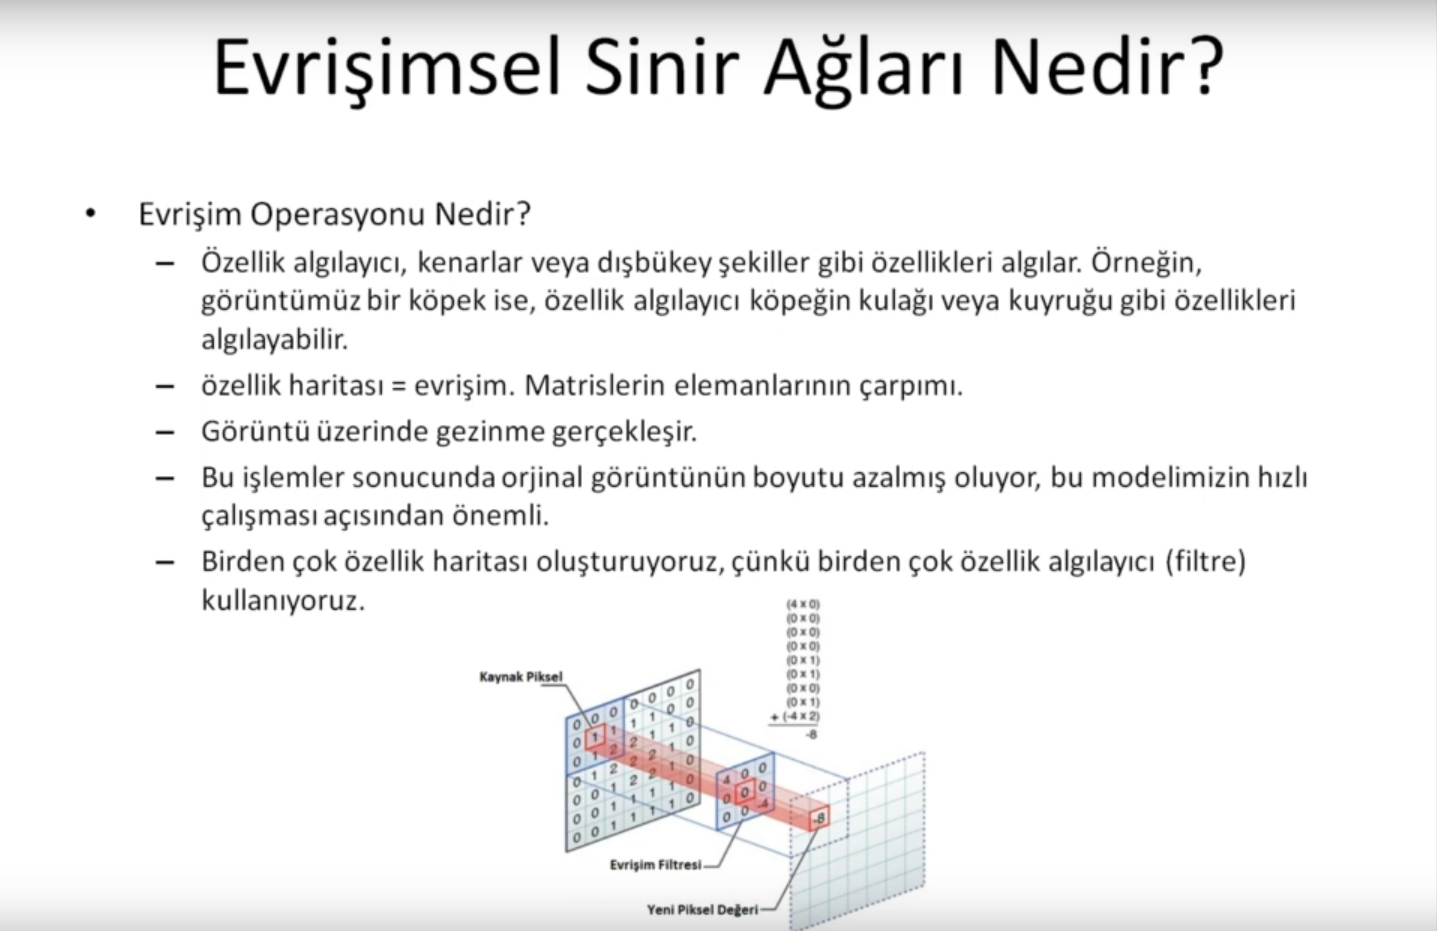 Evrişimsel Sinir Ağları Nedir?
• Evrişim Operasyonu Nedir?
– Özellik algılayıcı, kenarlar veya dışbükey şekiller gibi özellikleri algılar. Örneğin,
görüntümüz bir köpek ise, özellik algılayıcı köpeğin kulağı veya kuyruğu gibi özellikleri
algılayabilir.
– özellik haritası = evrişim. Matrislerin elemanlarının çarpımı.
– Görüntü üzerinde gezinme gerçekleşir.
– Bu işlemler sonucunda orjinal görüntünün boyutu azalmış oluyor, bu modelimizin hızlı
çalışması açısından önemli.
– Birden çok özellik haritası oluşturuyoruz, çünkü birden çok özellik algılayıcı (filtre)
kullanıyoruz.
(4 x 0)
(0 x 0)
(0 x 0)
(0 x 0)
(0 x 1)
(0 x 1)
(0 x 0)
(0 x 1)
+ (-4 x 2)
-8
Kaynak Piksel
0 0 0 0 0 0 0
0 1 1 1 1 0 0
0 1 2 2 1 1 0
0 1 2 2 2 1 0
0 0 1 2 2 1 0
0 0 1 1 1 1 0
0 0 1 1 1 1 0
4 0 0
0 0 0
0 0 -4
-8
Evrişim Filtresi
Yeni Piksel Değeri